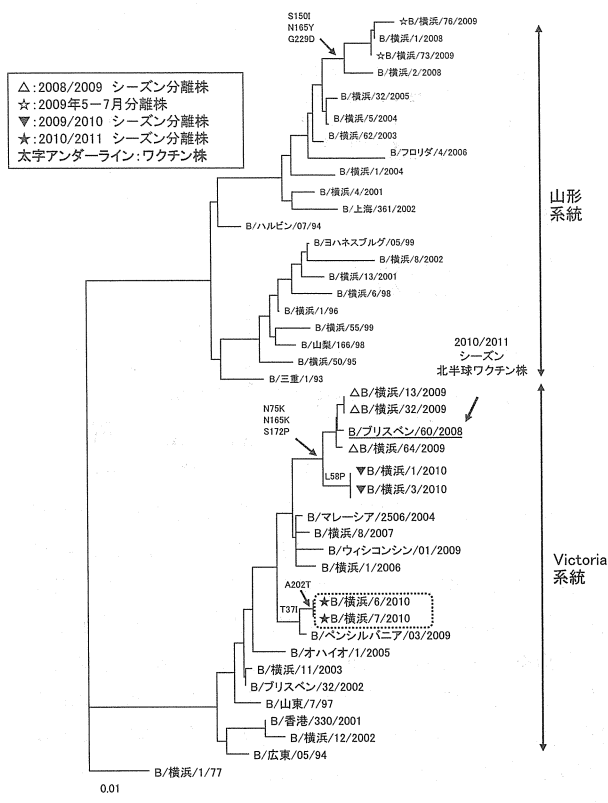 S150I
N165Y
G229D
☆B/横浜/76/2009
B/横浜/1/2008
☆B/横浜/73/2009
B/横浜/2/2008
△:2008/2009 シーズン分離株
☆:2009年5－7月分離株
▼:2009/2010 シーズン分離株
★:2010/2011 シーズン分離株
太字アンダーライン:ワクチン株
B/横浜/32/2005
B/横浜/5/2004
B/横浜/62/2003
B/フロリダ/4/2006
B/横浜/1/2004
B/横浜/4/2001
B/上海/361/2002
B/ハルビン/07/94
山形
系統
B/ヨハネスブルグ/05/99
B/横浜/8/2002
B/横浜/13/2001
B/横浜/6/98
B/横浜/1/96
B/横浜/55/99
B/山梨/166/98
B/横浜/50/95
B/三重/1/93
2010/2011
シーズン
北半球ワクチン株
N75K
N165K
S172P
△B/横浜/13/2009
△B/横浜/32/2009
B/ブリスベン/60/2008
△B/横浜/64/2009
L58P
▼B/横浜/1/2010
▼B/横浜/3/2010
B/マレーシア/2506/2004
B/横浜/8/2007
B/ウィシコンシン/01/2009
B/横浜/1/2006
Victoria
系統
A202T
T37I
★B/横浜/6/2010
★B/横浜/7/2010
B/ペンシルバニア/03/2009
B/オハイオ/1/2005
B/横浜/11/2003
B/ブリスベン/32/2002
B/山東/7/97
B/香港/330/2001
B/横浜/12/2002
B/広東/05/94
B/横浜/1/77
0.01